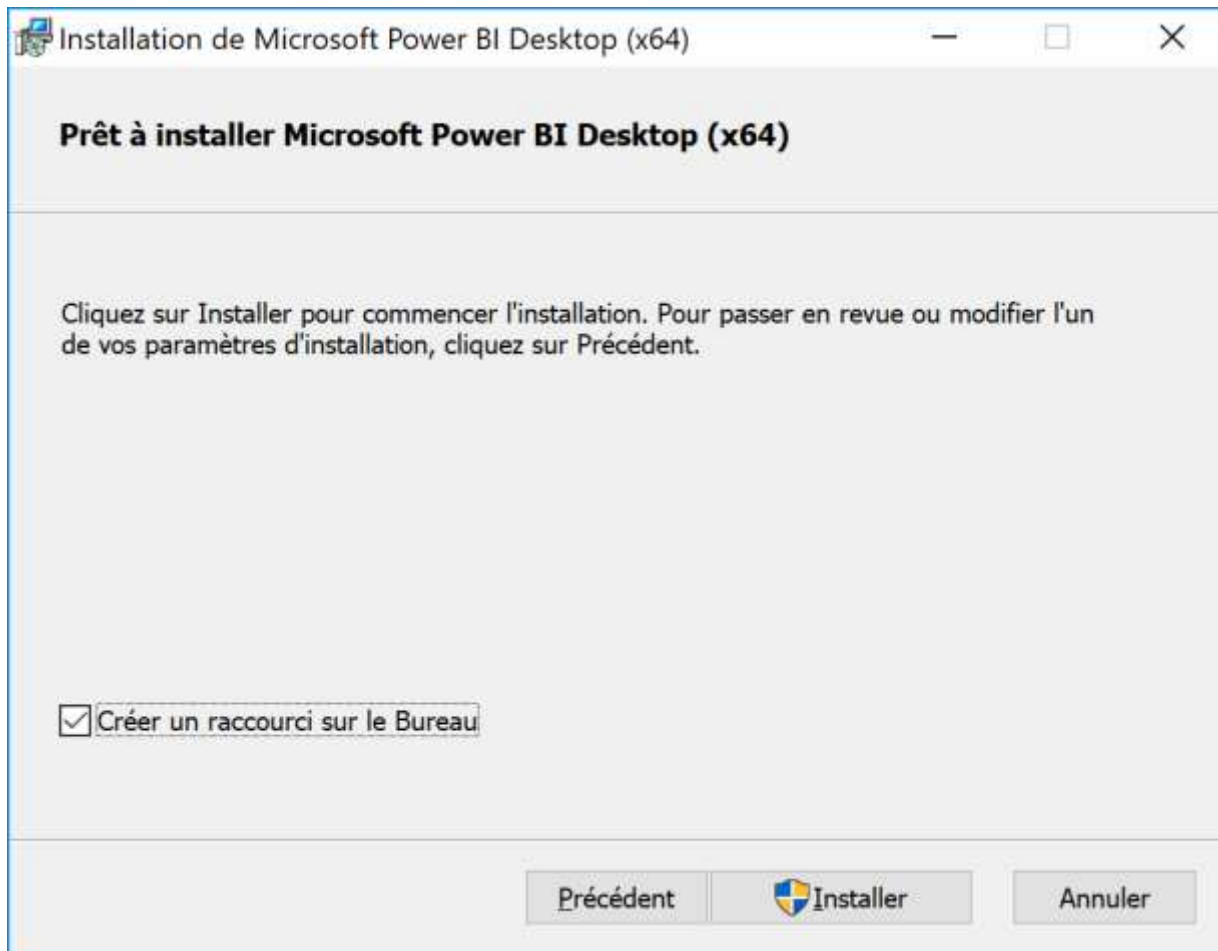 Installation de Microsoft Power BI Desktop (x64)
Prêt à installer Microsoft Power BI Desktop (x64)
Cliquez sur Installer pour commencer l'installation. Pour passer en revue ou modifier l'un
de vos paramètres d'installation, cliquez sur Précédent.
Créer un raccourci sur le Bureau
Précédent Installer Annuler